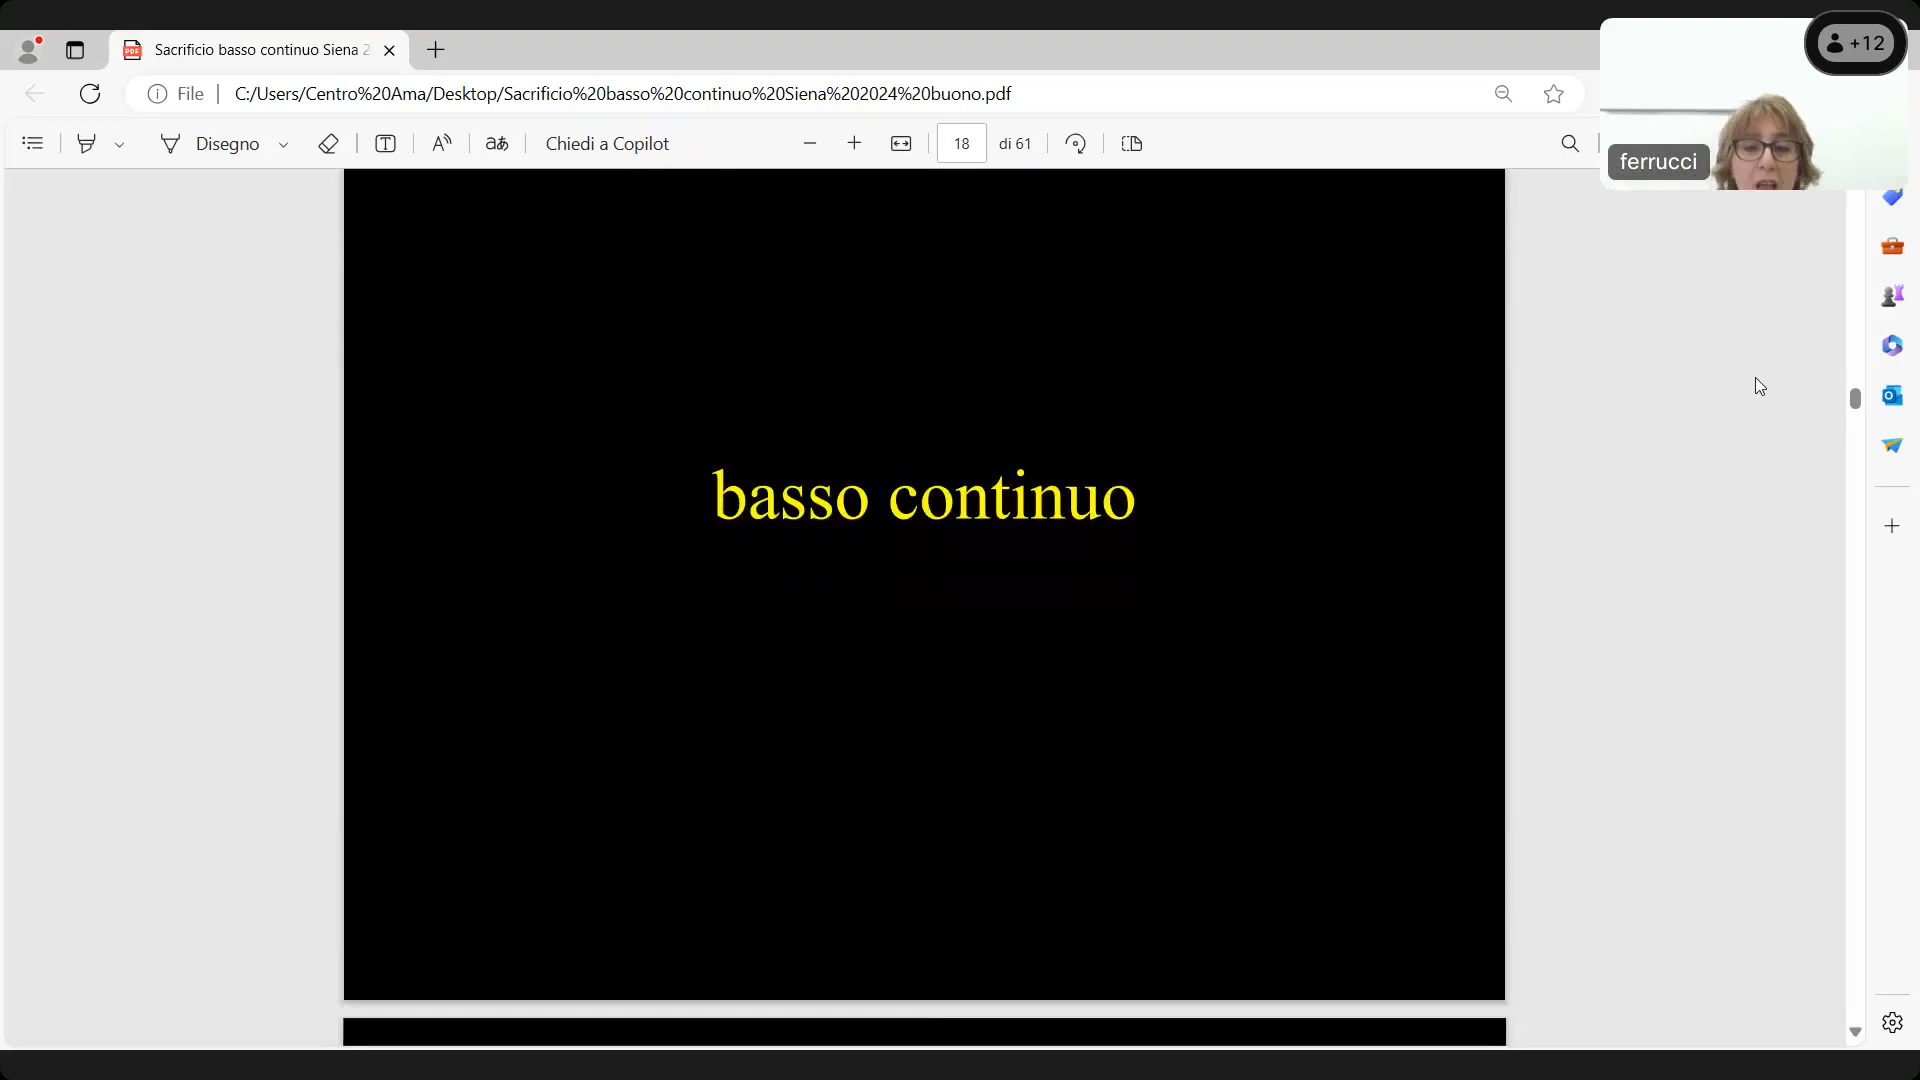 Sacrificio basso continuo Siena 2
+12
File
C:/Users/Centro%20Ama/Desktop/Sacrificio%20basso%20continuo%20Siena%202024%20buono.pdf
Disegno
Chiedi a Copilot
18
di 61
ferrucci
basso continuo